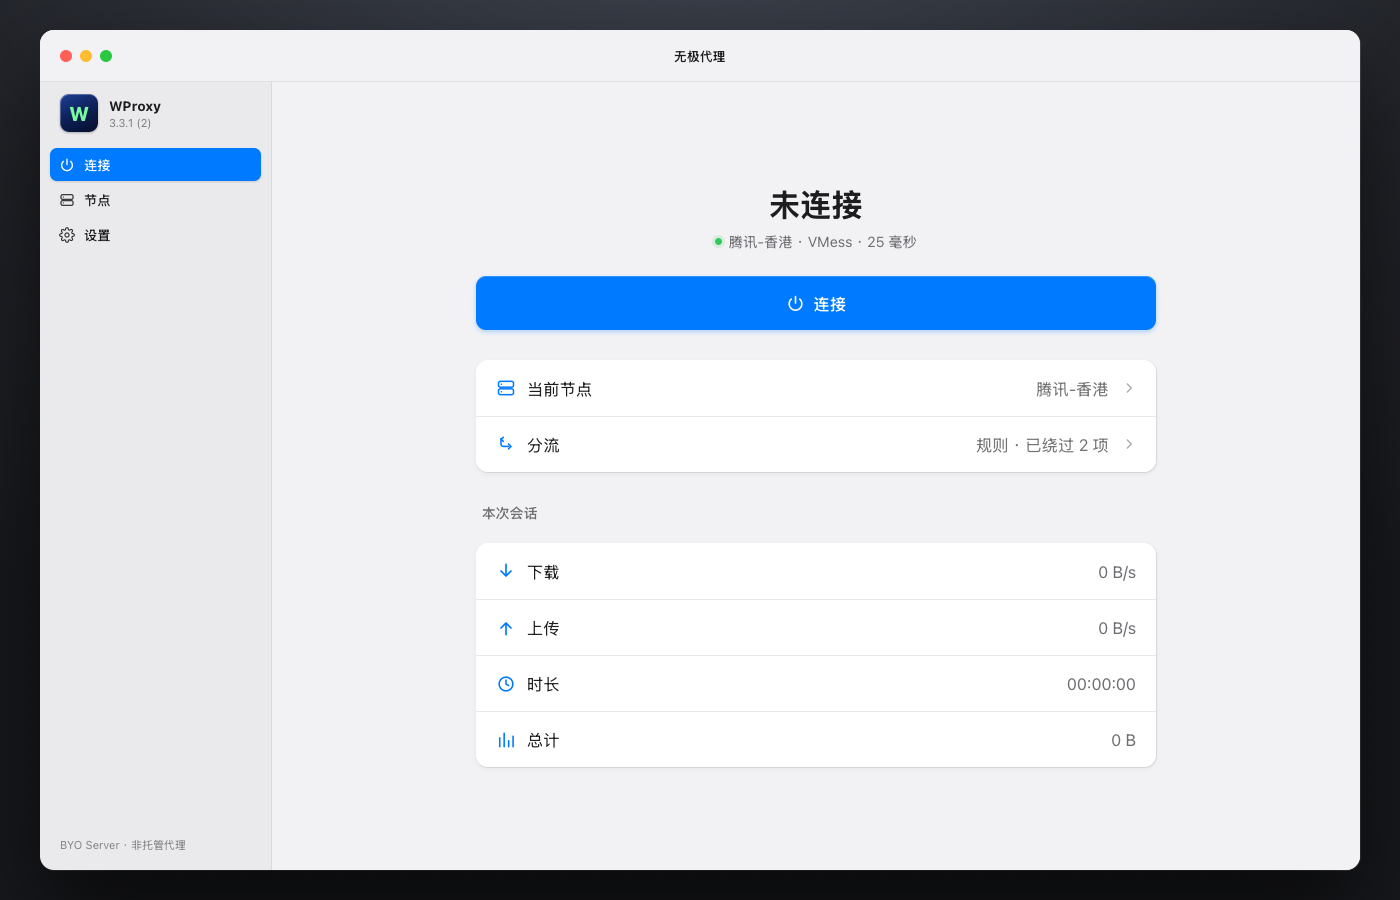 无极代理
W
WProxy
3.3.1 (2)
连接
节点
设置
BYO Server · 非托管代理
未连接
腾讯-香港 · VMess · 25 毫秒
连接
当前节点 腾讯-香港
分流 规则 · 已绕过 2 项
本次会话
下载 0 B/s
上传 0 B/s
时长 00:00:00
总计 0 B